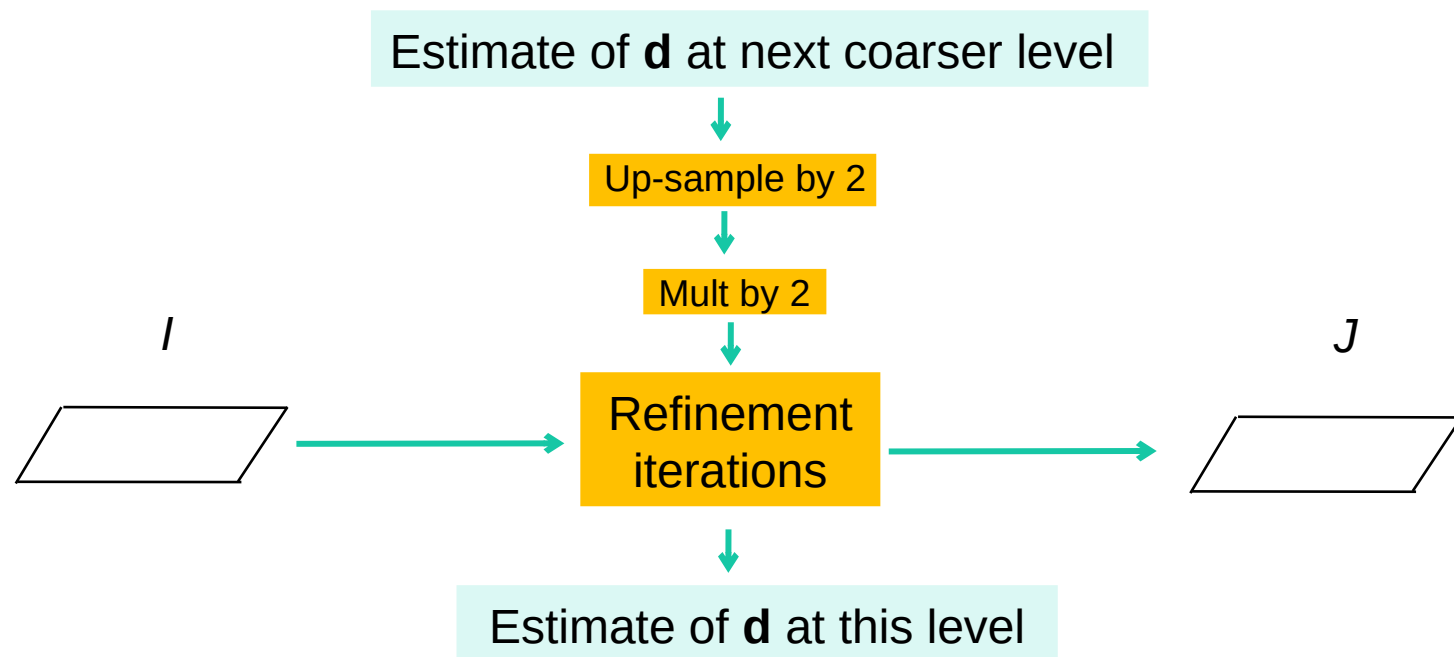 Estimate of d at next coarser level
Up-sample by 2
Mult by 2
I
J
Refinement
iterations
Estimate of d at this level